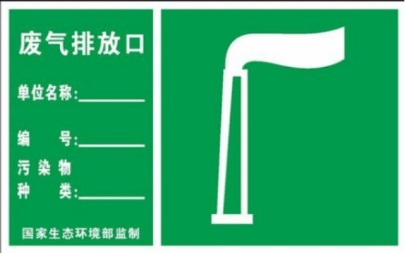 废气排放口
单位名称:
编 号:
污染物
种 类:
国家生态环境部监制